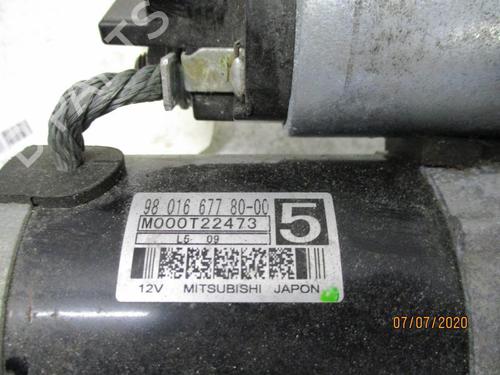 98 016 677 80-00
M000T22473
5
L5 09
12V MITSUBISHI JAPON
07/07/2020